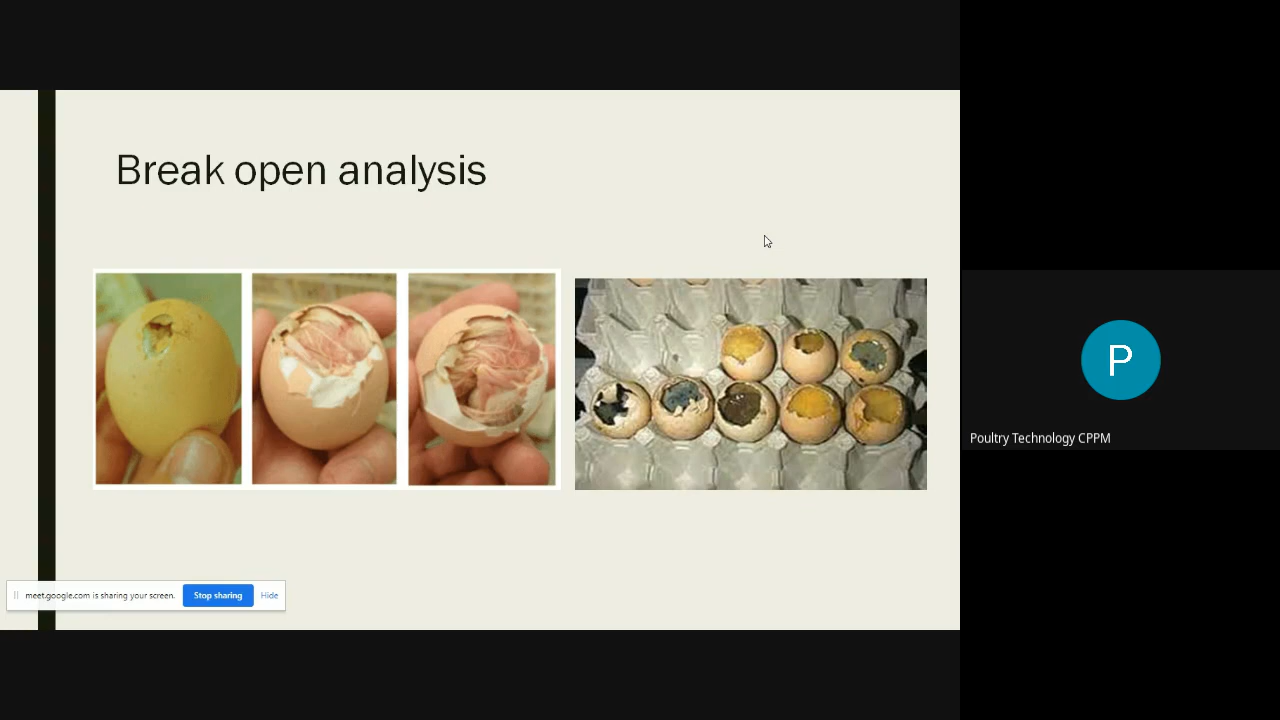 Break open analysis
meet.google.com is sharing your screen.
Stop sharing
Hide
P
Poultry Technology CPPM